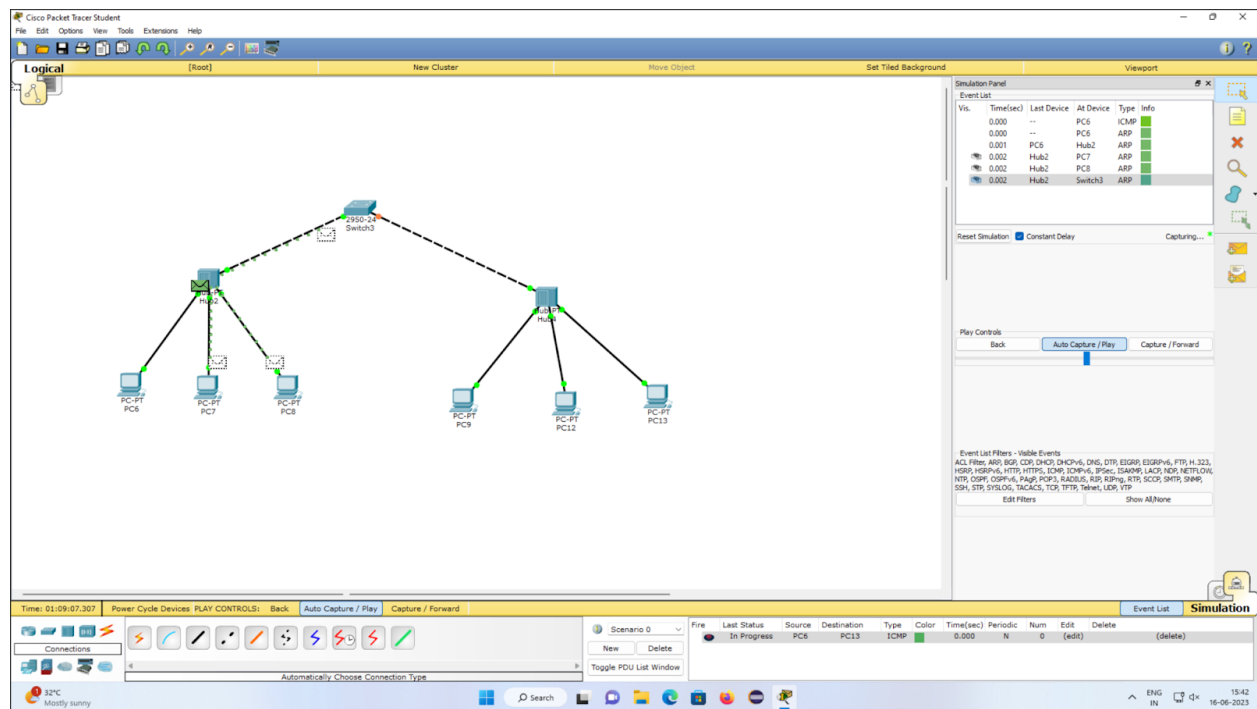 Cisco Packet Tracer Student
File Edit Options View Tools Extensions Help
Logical [Root] New Cluster Move Object Set Tiled Background Viewport
Simulation Panel
Event List
Vis. Time(sec) Last Device At Device Type Info
0.000 -- PC6 ICMP
0.000 -- PC6 ARP
0.001 PC6 Hub2 ARP
0.002 Hub2 PC7 ARP
0.002 Hub2 PC8 ARP
0.002 Hub2 Switch3 ARP
Reset Simulation Constant Delay Capturing...
2950-24
Switch3
Hub2
Hub-PT
Hub4
PC-PT
PC6
PC-PT
PC7
PC-PT
PC8
PC-PT
PC9
PC-PT
PC12
PC-PT
PC13
Play Controls
Back Auto Capture / Play Capture / Forward
Event List Filters - Visible Events
ACL Filter, ARP, BGP, CDP, DHCP, DHCPv6, DNS, DTP, EIGRP, EIGRPv6, FTP, H.323,
HSRP, HSRPv6, HTTP, HTTPS, ICMP, ICMPv6, IPSec, ISAKMP, LACP, NDP, NETFLOW,
NTP, OSPF, OSPFv6, PAgP, POP3, RADIUS, RIP, RIPng, RTP, SCCP, SMTP, SNMP,
SSH, STP, SYSLOG, TACACS, TCP, TFTP, Telnet, UDP, VTP
Edit Filters Show All/None
Time: 01:09:07.307 Power Cycle Devices PLAY CONTROLS: Back Auto Capture / Play Capture / Forward Event List Simulation
Connections
Automatically Choose Connection Type
Scenario 0
New Delete
Toggle PDU List Window
Fire Last Status Source Destination Type Color Time(sec) Periodic Num Edit Delete
In Progress PC6 PC13 ICMP 0.000 N 0 (edit) (delete)
1
32°C
Mostly sunny
Search
ENG
IN
15:42
16-06-2023